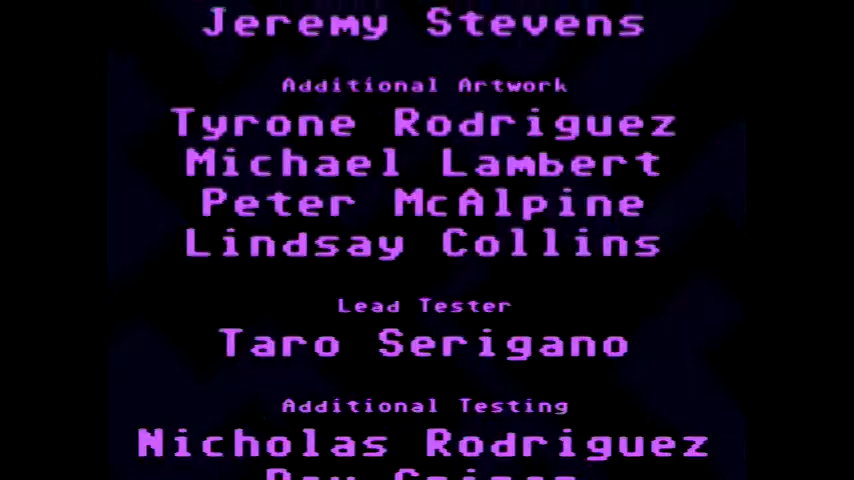 Jeremy Stevens
Additional Artwork
Tyrone Rodriguez
Michael Lambert
Peter McAlpine
Lindsay Collins
Lead Tester
Taro Serigano
Additional Testing
Nicholas Rodriguez